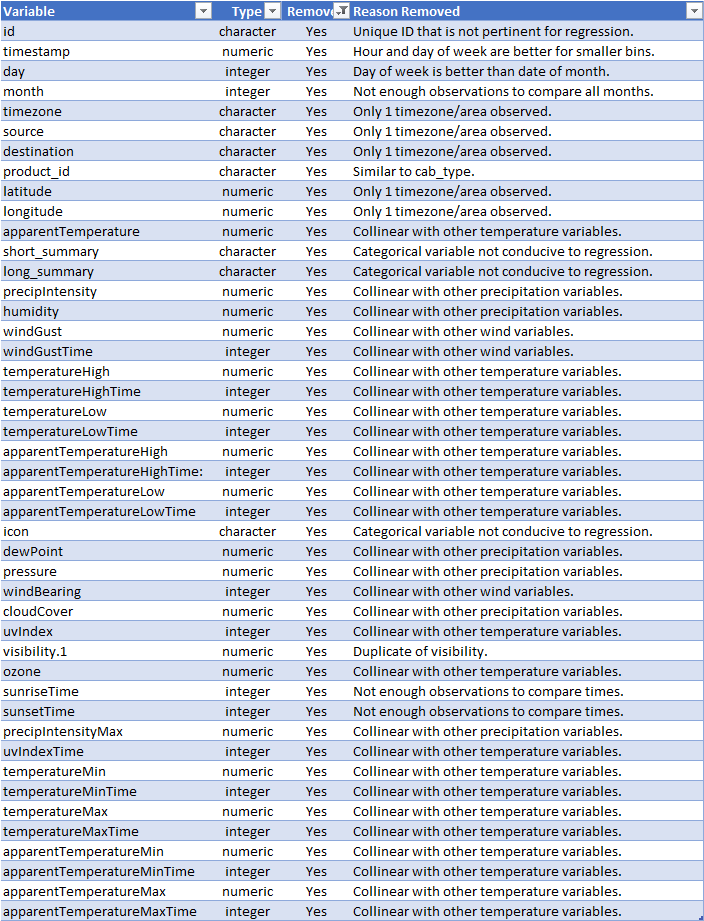 Variable Type Remove Reason Removed
id character Yes Unique ID that is not pertinent for regression.
timestamp numeric Yes Hour and day of week are better for smaller bins.
day integer Yes Day of week is better than date of month.
month integer Yes Not enough observations to compare all months.
timezone character Yes Only 1 timezone/area observed.
source character Yes Only 1 timezone/area observed.
destination character Yes Only 1 timezone/area observed.
product_id character Yes Similar to cab_type.
latitude numeric Yes Only 1 timezone/area observed.
longitude numeric Yes Only 1 timezone/area observed.
apparentTemperature numeric Yes Collinear with other temperature variables.
short_summary character Yes Categorical variable not conducive to regression.
long_summary character Yes Categorical variable not conducive to regression.
precipIntensity numeric Yes Collinear with other precipitation variables.
humidity numeric Yes Collinear with other precipitation variables.
windGust numeric Yes Collinear with other wind variables.
windGustTime integer Yes Collinear with other wind variables.
temperatureHigh numeric Yes Collinear with other temperature variables.
temperatureHighTime integer Yes Collinear with other temperature variables.
temperatureLow numeric Yes Collinear with other temperature variables.
temperatureLowTime integer Yes Collinear with other temperature variables.
apparentTemperatureHigh numeric Yes Collinear with other temperature variables.
apparentTemperatureHighTime: integer Yes Collinear with other temperature variables.
apparentTemperatureLow numeric Yes Collinear with other temperature variables.
apparentTemperatureLowTime integer Yes Collinear with other temperature variables.
icon character Yes Categorical variable not conducive to regression.
dewPoint numeric Yes Collinear with other precipitation variables.
pressure numeric Yes Collinear with other precipitation variables.
windBearing integer Yes Collinear with other wind variables.
cloudCover numeric Yes Collinear with other precipitation variables.
uvIndex integer Yes Collinear with other temperature variables.
visibility.1 numeric Yes Duplicate of visibility.
ozone numeric Yes Collinear with other temperature variables.
sunriseTime integer Yes Not enough observations to compare times.
sunsetTime integer Yes Not enough observations to compare times.
precipIntensityMax numeric Yes Collinear with other precipitation variables.
uvIndexTime integer Yes Collinear with other temperature variables.
temperatureMin numeric Yes Collinear with other temperature variables.
temperatureMinTime integer Yes Collinear with other temperature variables.
temperatureMax numeric Yes Collinear with other temperature variables.
temperatureMaxTime integer Yes Collinear with other temperature variables.
apparentTemperatureMin numeric Yes Collinear with other temperature variables.
apparentTemperatureMinTime integer Yes Collinear with other temperature variables.
apparentTemperatureMax numeric Yes Collinear with other temperature variables.
apparentTemperatureMaxTime integer Yes Collinear with other temperature variables.